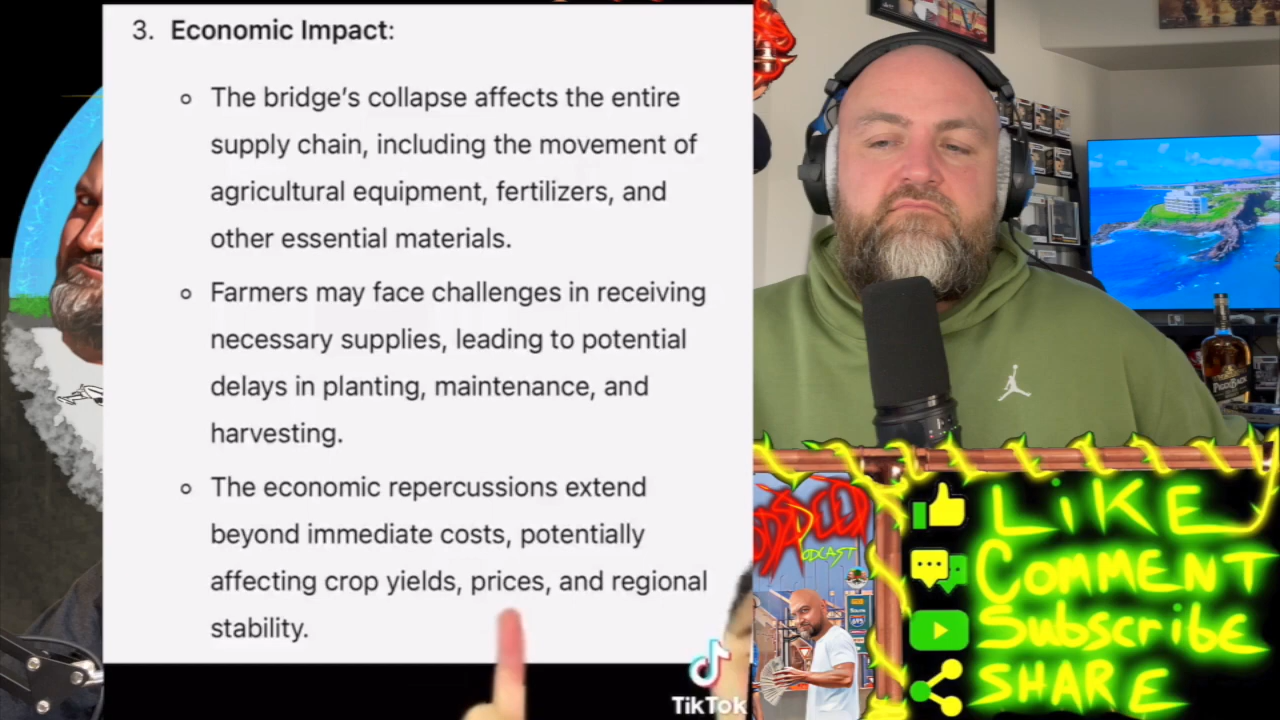 3. Economic Impact:
The bridge's collapse affects the entire
supply chain, including the movement of
agricultural equipment, fertilizers, and
other essential materials.
Farmers may face challenges in receiving
necessary supplies, leading to potential
delays in planting, maintenance, and
harvesting.
The economic repercussions extend
beyond immediate costs, potentially
affecting crop yields, prices, and regional
stability.
TikTok
PODCAST
LiKE
COMMENT
SubscribE
SHARE